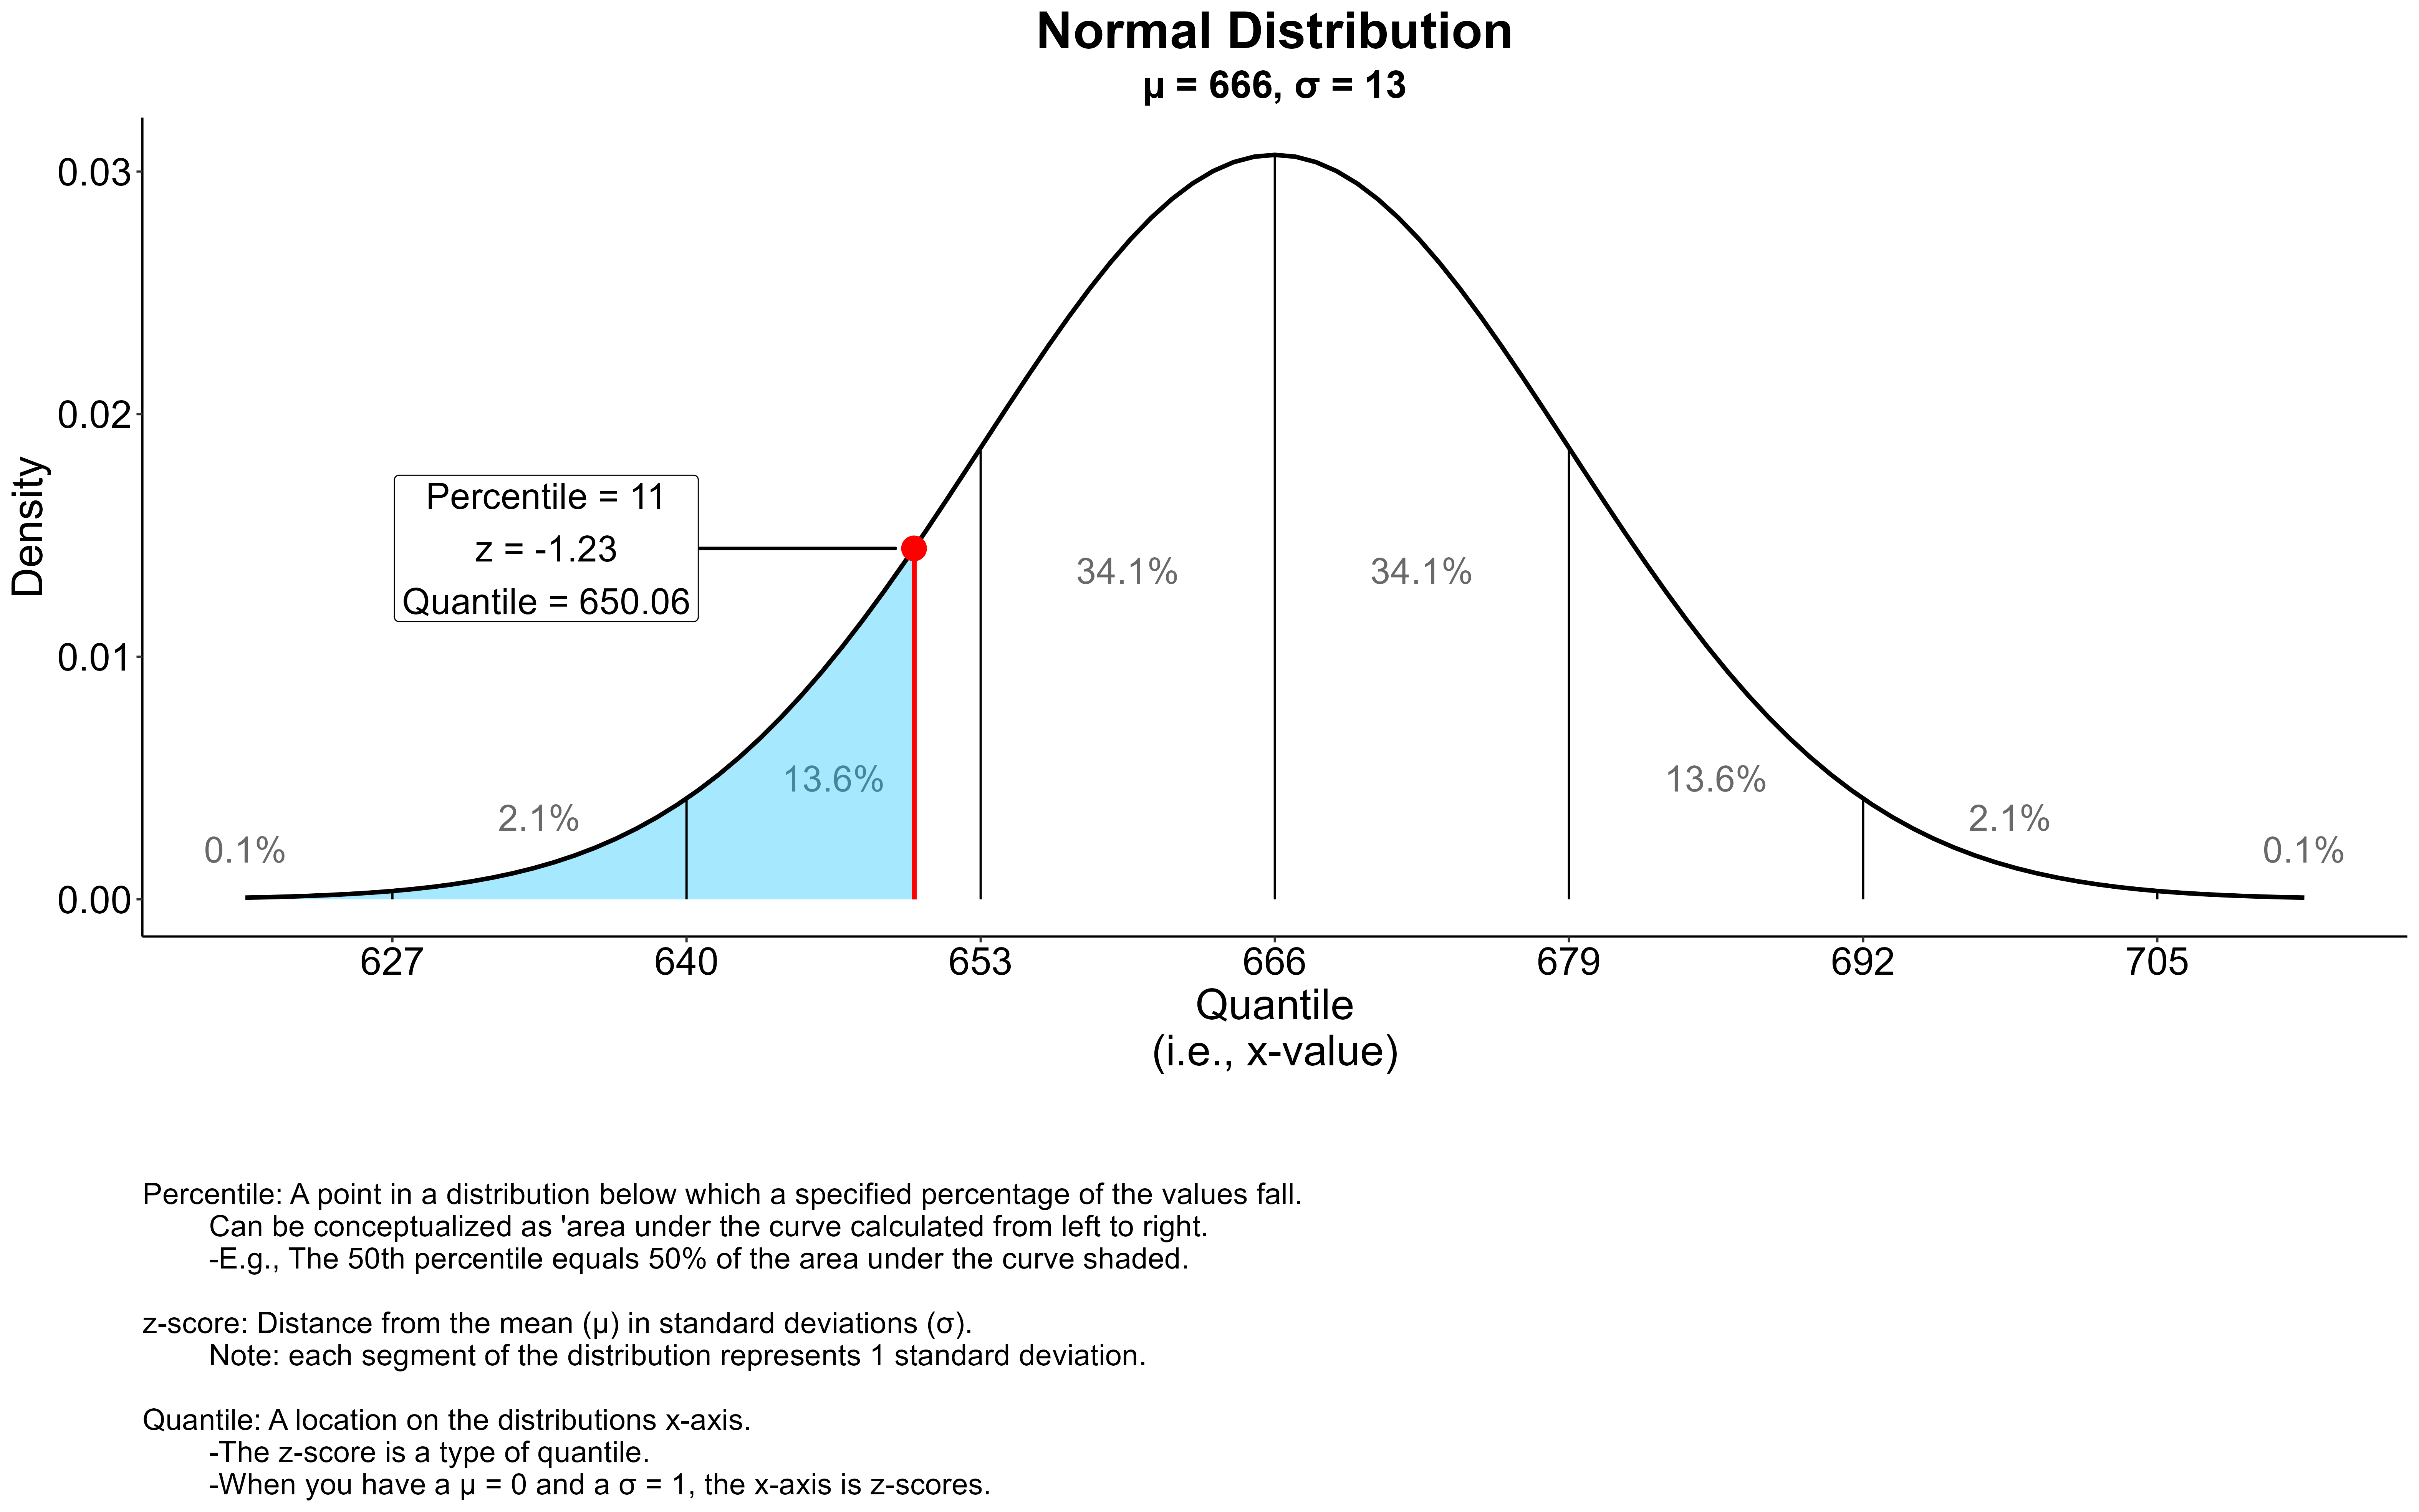 Normal Distribution
μ = 666, σ = 13
Density
0.03
0.02
0.01
0.00
Percentile = 11
z = -1.23
Quantile = 650.06
34.1%
34.1%
13.6%
13.6%
2.1%
2.1%
0.1%
0.1%
627
640
653
666
679
692
705
Quantile
(i.e., x-value)
Percentile: A point in a distribution below which a specified percentage of the values fall.
Can be conceptualized as 'area under the curve calculated from left to right.
-E.g., The 50th percentile equals 50% of the area under the curve shaded.
z-score: Distance from the mean (μ) in standard deviations (σ).
Note: each segment of the distribution represents 1 standard deviation.
Quantile: A location on the distributions x-axis.
-The z-score is a type of quantile.
-When you have a μ = 0 and a σ = 1, the x-axis is z-scores.